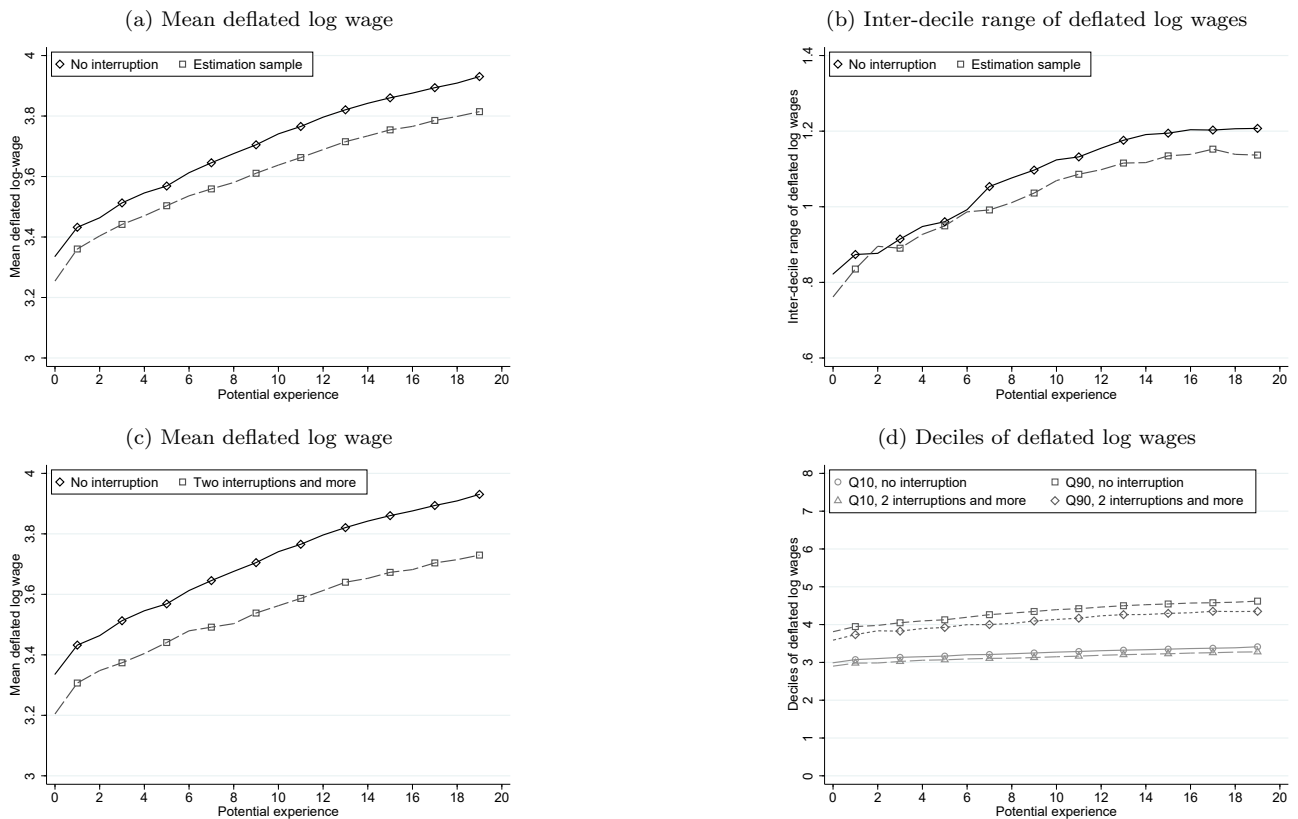 (a) Mean deflated log wage
No interruption
Estimation sample
Mean deflated log-wage
4
3.8
3.6
3.4
3.2
3
0 2 4 6 8 10 12 14 16 18 20
Potential experience
(b) Inter-decile range of deflated log wages
No interruption
Estimation sample
Inter-decile range of deflated log wages
1.4
1.2
1
.8
.6
0 2 4 6 8 10 12 14 16 18 20
Potential experience
(c) Mean deflated log wage
No interruption
Two interruptions and more
Mean deflated log wage
4
3.8
3.6
3.4
3.2
3
0 2 4 6 8 10 12 14 16 18 20
Potential experience
(d) Deciles of deflated log wages
Q10, no interruption
Q90, no interruption
Q10, 2 interruptions and more
Q90, 2 interruptions and more
Deciles of deflated log wages
8
7
6
5
4
3
2
1
0
0 2 4 6 8 10 12 14 16 18 20
Potential experience